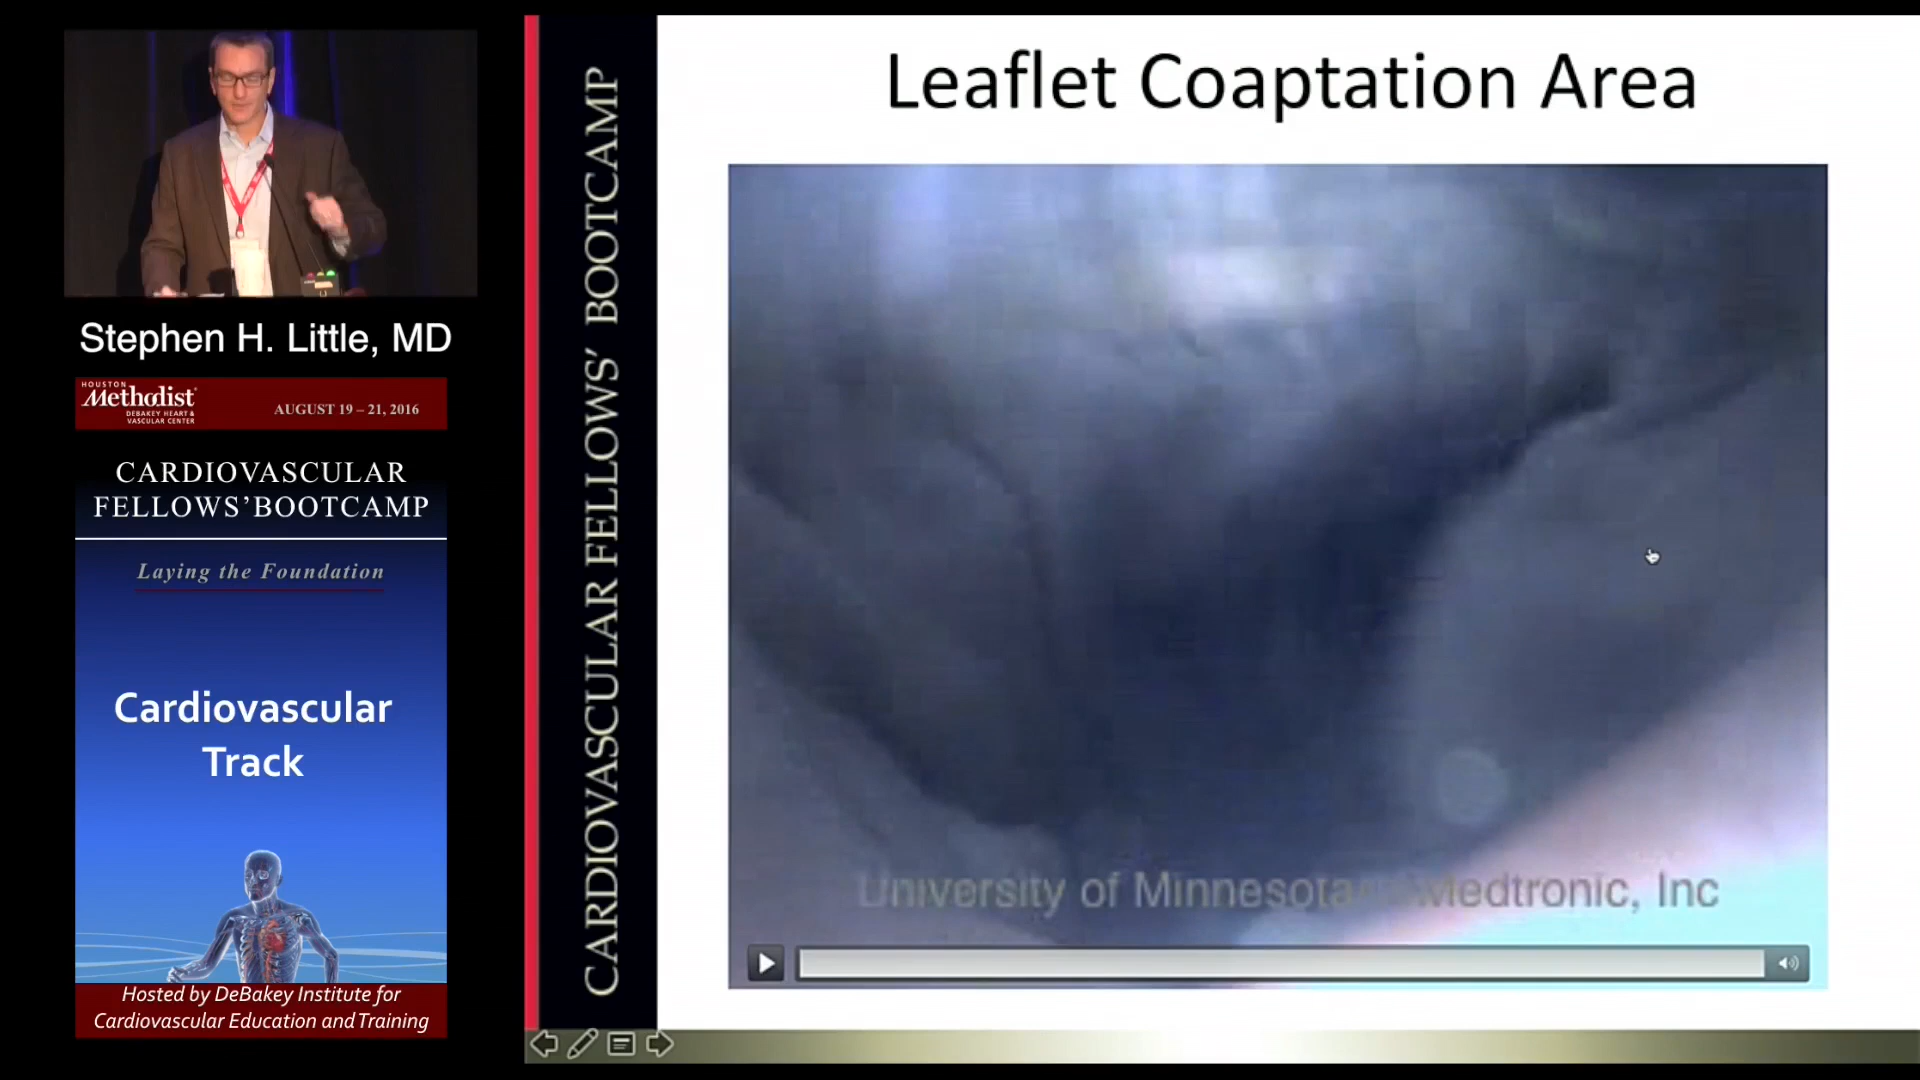 Stephen H. Little, MD
HOUSTON
Methodist
DEBAKEY HEART &
VASCULAR CENTER
AUGUST 19 – 21, 2016
CARDIOVASCULAR
FELLOWS’BOOTCAMP
Laying the Foundation
Cardiovascular
Track
Hosted by DeBakey Institute for
Cardiovascular Education and Training
CARDIOVASCULAR FELLOWS’ BOOTCAMP
Leaflet Coaptation Area
University of Minnesota Medtronic, Inc